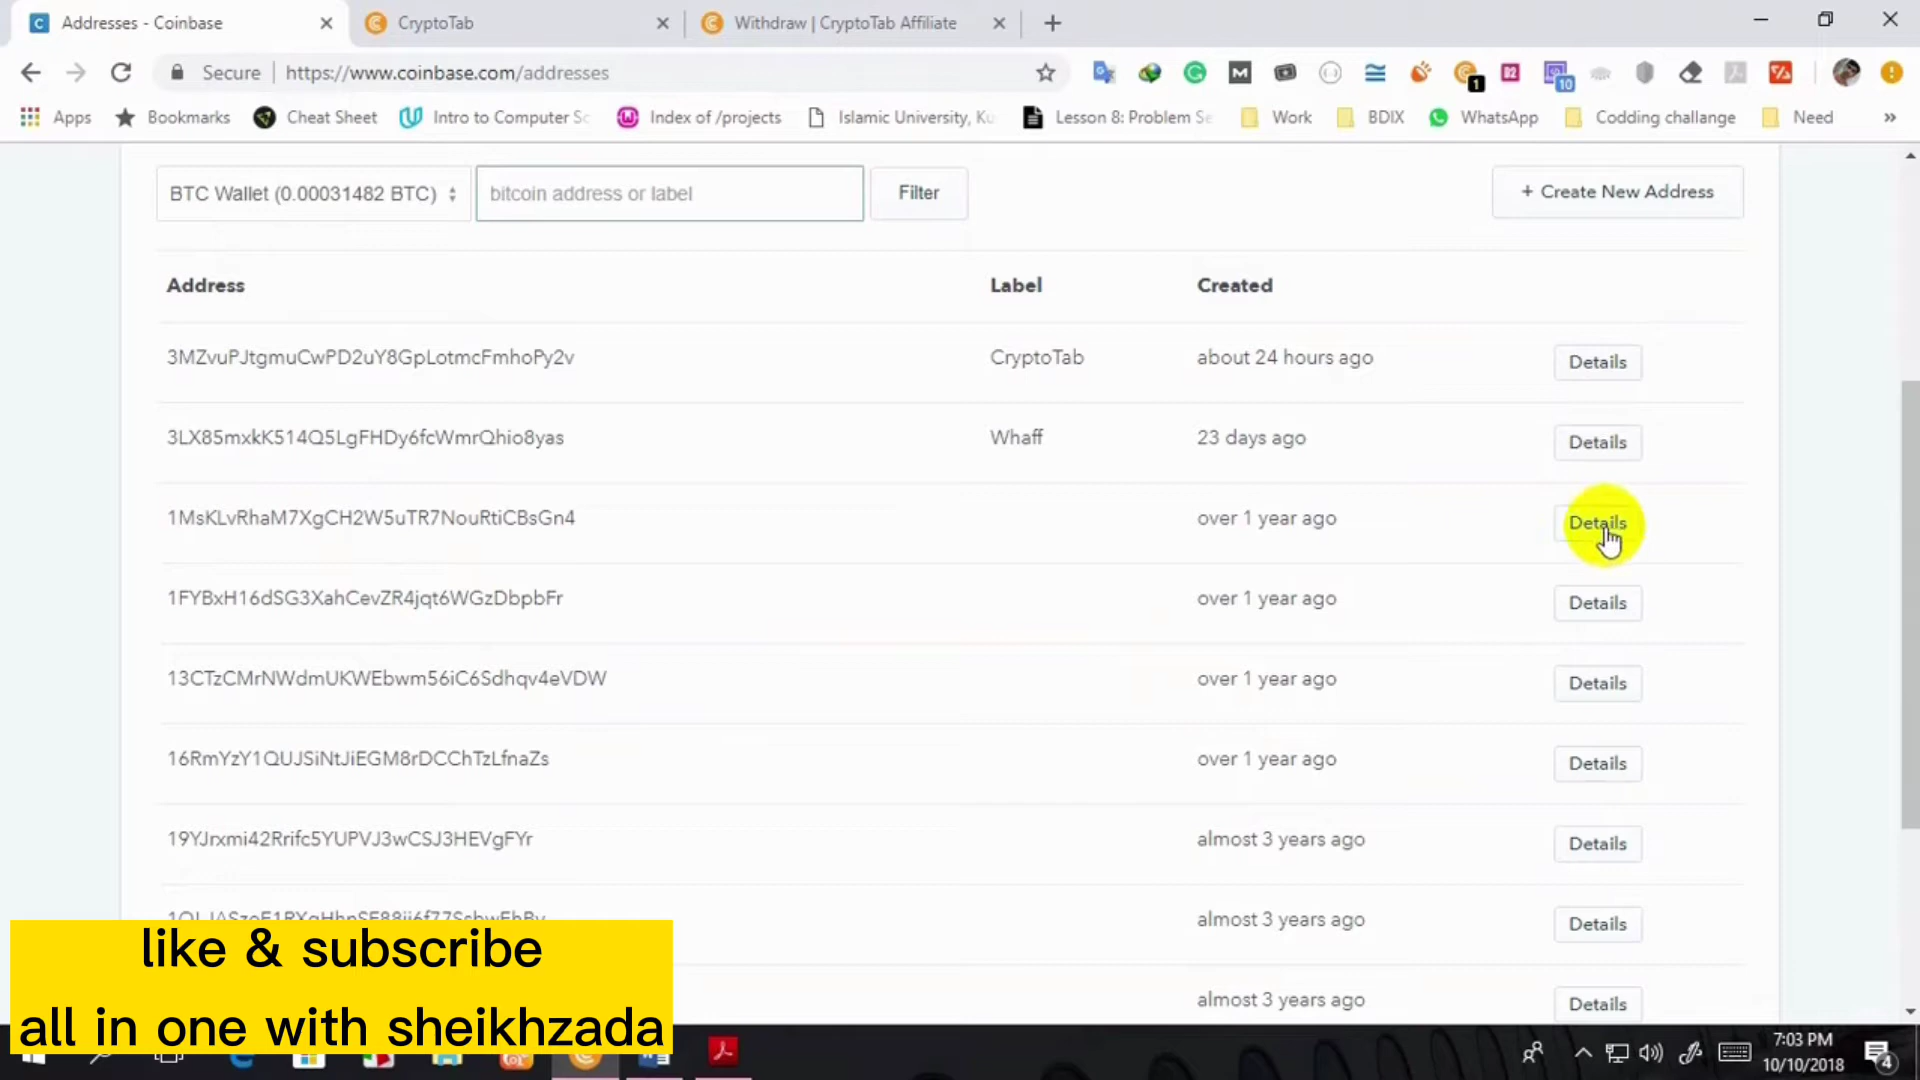 Addresses - Coinbase
CryptoTab
Withdraw | CryptoTab Affiliate
Secure
https://www.coinbase.com/addresses
1
10
Apps
Bookmarks
Cheat Sheet
Intro to Computer Sc
Index of /projects
Islamic University, Ku
Lesson 8: Problem Se
Work
BDIX
WhatsApp
Codding challange
Need
BTC Wallet (0.00031482 BTC)
bitcoin address or label
Filter
+ Create New Address
Address Label Created
3MZvuPJtgmuCwPD2uY8GpLotmcFmhoPy2v CryptoTab about 24 hours ago Details
3LX85mxkK514Q5LgFHDy6fcWmrQhio8yas Whaff 23 days ago Details
1MsKLvRhaM7XgCH2W5uTR7NouRtiCBsGn4 over 1 year ago Details
1FYBxH16dSG3XahCevZR4jqt6WGzDbpbFr over 1 year ago Details
13CTzCMrNWdmUKWEbwm56iC6Sdhqv4eVDW over 1 year ago Details
16RmYzY1QUJSiNtJiEGM8rDCChTzLfnaZs over 1 year ago Details
19YJrxmi42Rrifc5YUPVJ3wCSJ3HEVgFYr almost 3 years ago Details
almost 3 years ago Details
almost 3 years ago Details
like & subscribe
all in one with sheikhzada
7:03 PM
10/10/2018
4